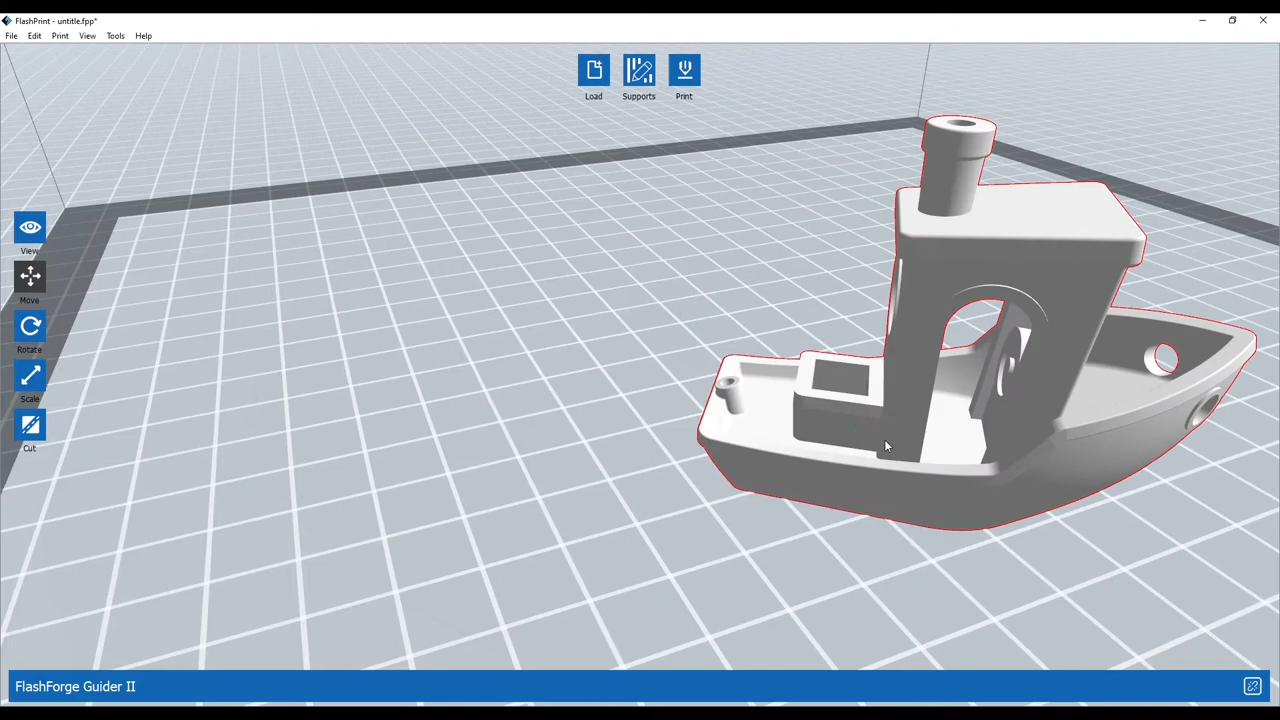 FlashPrint - untitle.fpp*
File Edit Print View Tools Help
Load Supports Print
View
Move
Rotate
Scale
Cut
FlashForge Guider II